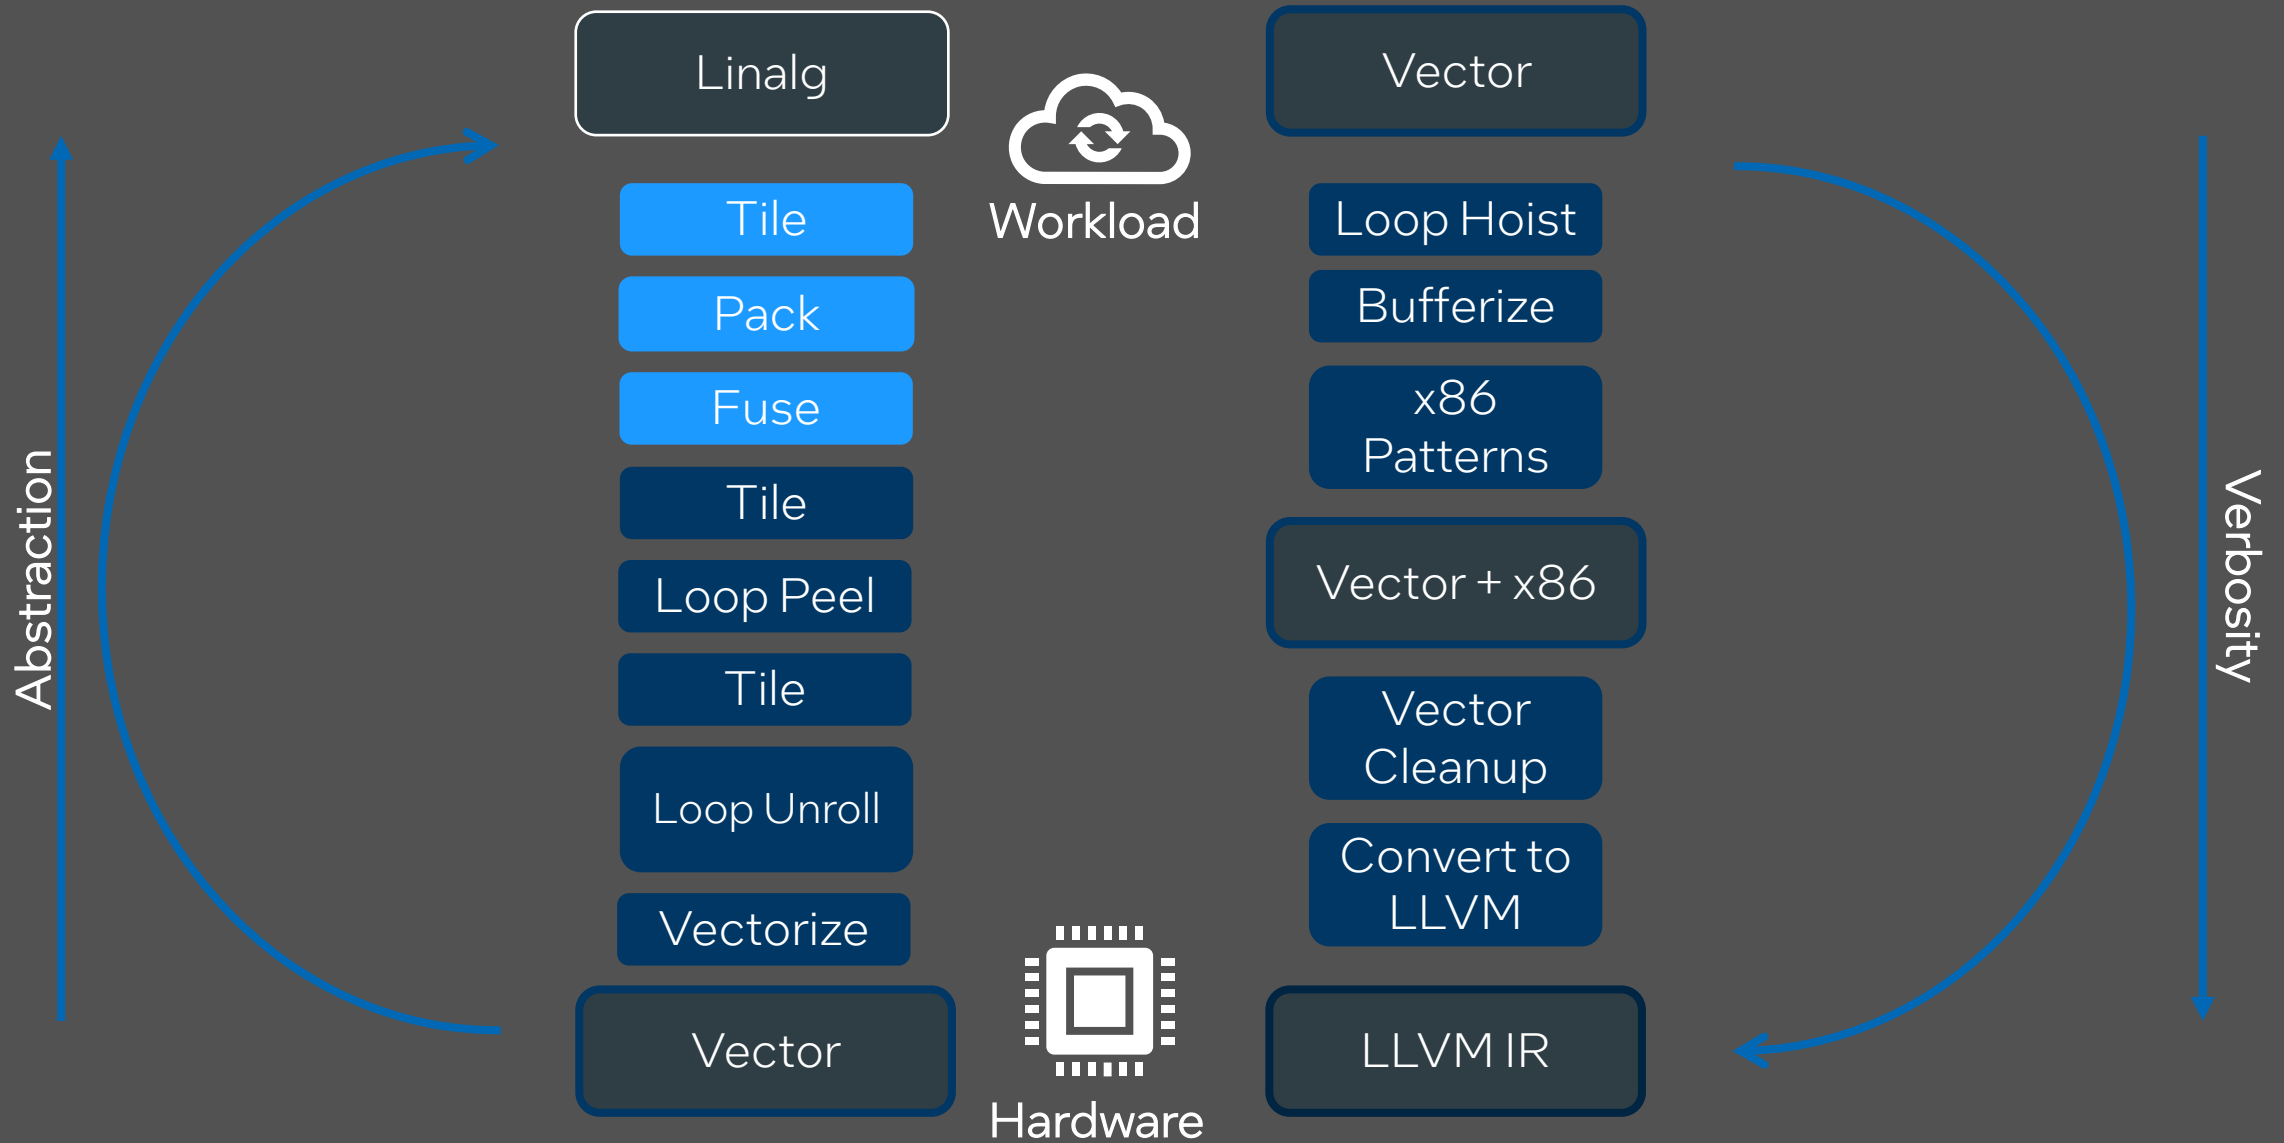 Abstraction
Linalg
Tile
Pack
Fuse
Tile
Loop Peel
Tile
Loop Unroll
Vectorize
Vector
Workload
Hardware
Vector
Loop Hoist
Bufferize
x86
Patterns
Vector + x86
Vector
Cleanup
Convert to
LLVM
LLVM IR
Verbosity